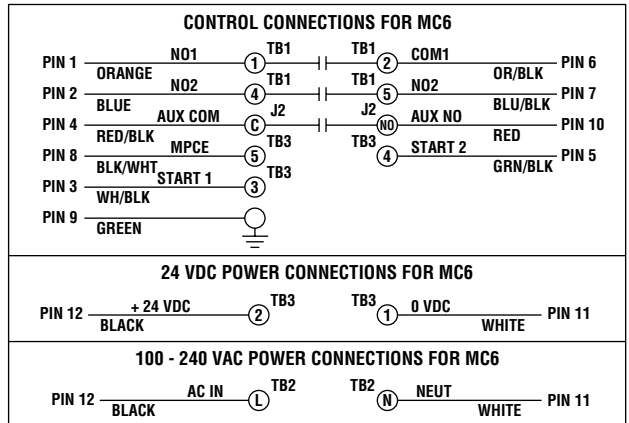 CONTROL CONNECTIONS FOR MC6
PIN 1 NO1 ORANGE 1 TB1 TB1 2 COM1 OR/BLK PIN 6
PIN 2 NO2 BLUE 4 TB1 TB1 5 NO2 BLU/BLK PIN 7
PIN 4 AUX COM RED/BLK C J2 J2 NO AUX NO RED PIN 10
PIN 8 MPCE BLK/WHT 5 TB3 TB3 4 START 2 GRN/BLK PIN 5
PIN 3 START 1 WH/BLK 3 TB3
PIN 9 GREEN
24 VDC POWER CONNECTIONS FOR MC6
PIN 12 + 24 VDC BLACK 2 TB3 TB3 1 0 VDC WHITE PIN 11
100 - 240 VAC POWER CONNECTIONS FOR MC6
PIN 12 AC IN BLACK L TB2 TB2 N NEUT WHITE PIN 11